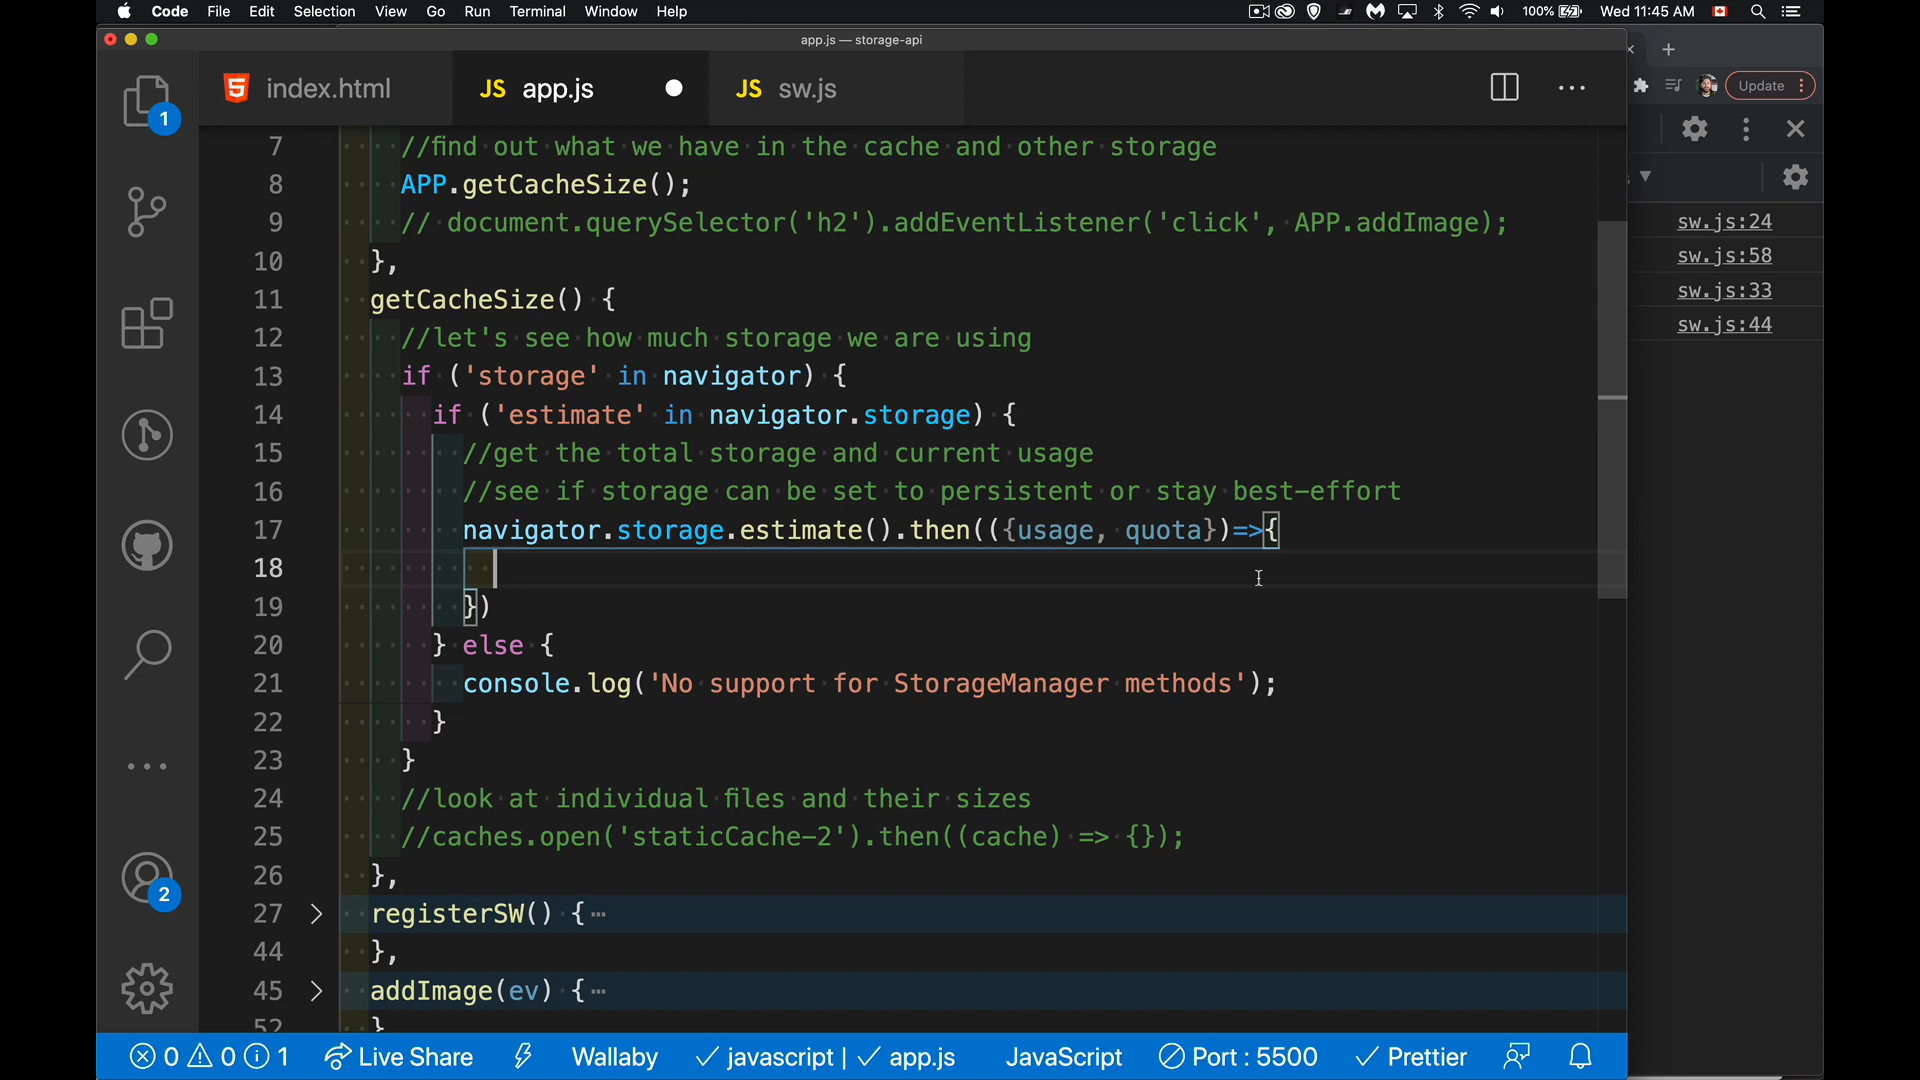 Code File Edit Selection View Go Run Terminal Window Help 100% Wed 11:45 AM
app.js — storage-api
index.html JS app.js JS sw.js
Update
7 //find out what we have in the cache and other storage
8 APP.getCacheSize();
9 // document.querySelector('h2').addEventListener('click', APP.addImage);
10 },
11 getCacheSize() {
12 //let's see how much storage we are using
13 if ('storage' in navigator) {
14 if ('estimate' in navigator.storage) {
15 //get the total storage and current usage
16 //see if storage can be set to persistent or stay best-effort
17 navigator.storage.estimate().then(({usage, quota})=>{
18
19 })
20 } else {
21 console.log('No support for StorageManager methods');
22 }
23 }
24 //look at individual files and their sizes
25 //caches.open('staticCache-2').then((cache) => {});
26 },
27 registerSW() {
44 },
45 addImage(ev) {
52 }
sw.js:24
sw.js:58
sw.js:33
sw.js:44
1
2
0 0 1 Live Share Wallaby javascript | app.js JavaScript Port : 5500 Prettier